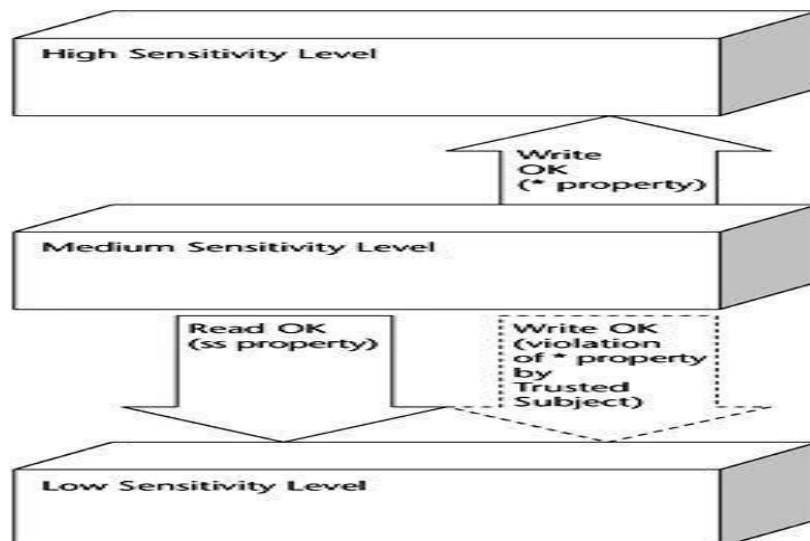 High Sensitivity Level
Write
OK
(* property)
Medium Sensitivity Level
Read OK
(ss property)
Write OK
(violation
of * property
by
Trusted
Subject)
Low Sensitivity Level